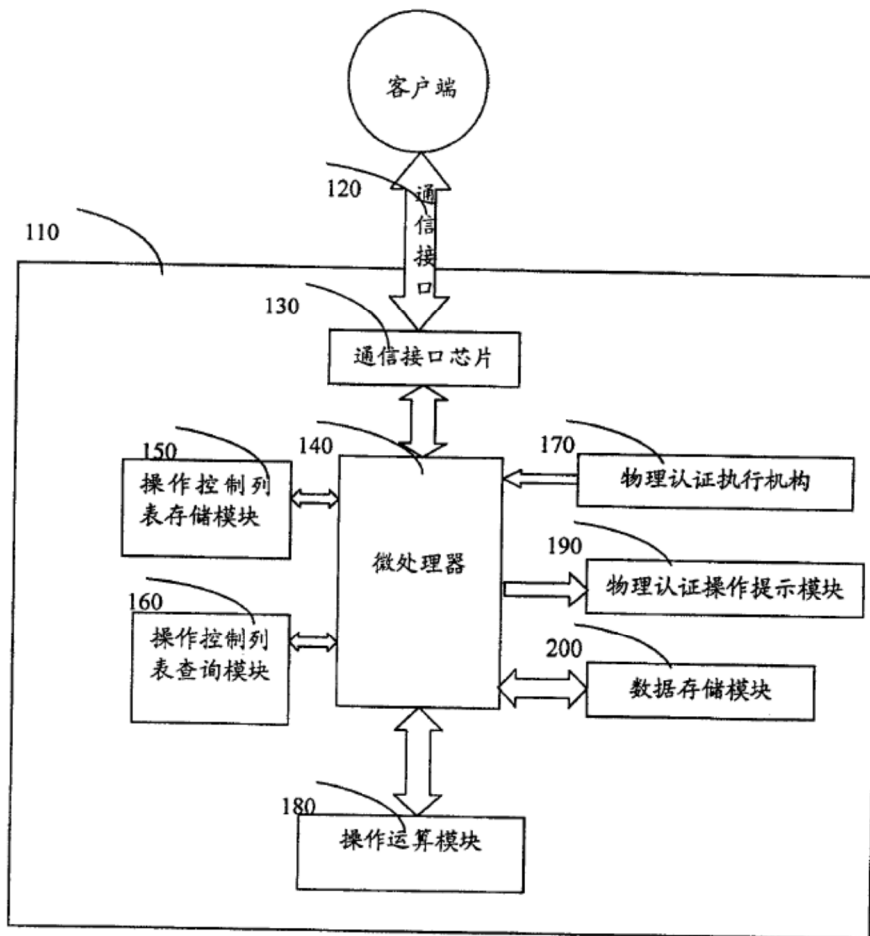 客户端
120
通信接口
110
130
通信接口芯片
150
操作控制列
表存储模块
140
170
物理认证执行机构
190
物理认证操作提示模块
微处理器
160
操作控制列
表查询模块
200
数据存储模块
180
操作运算模块